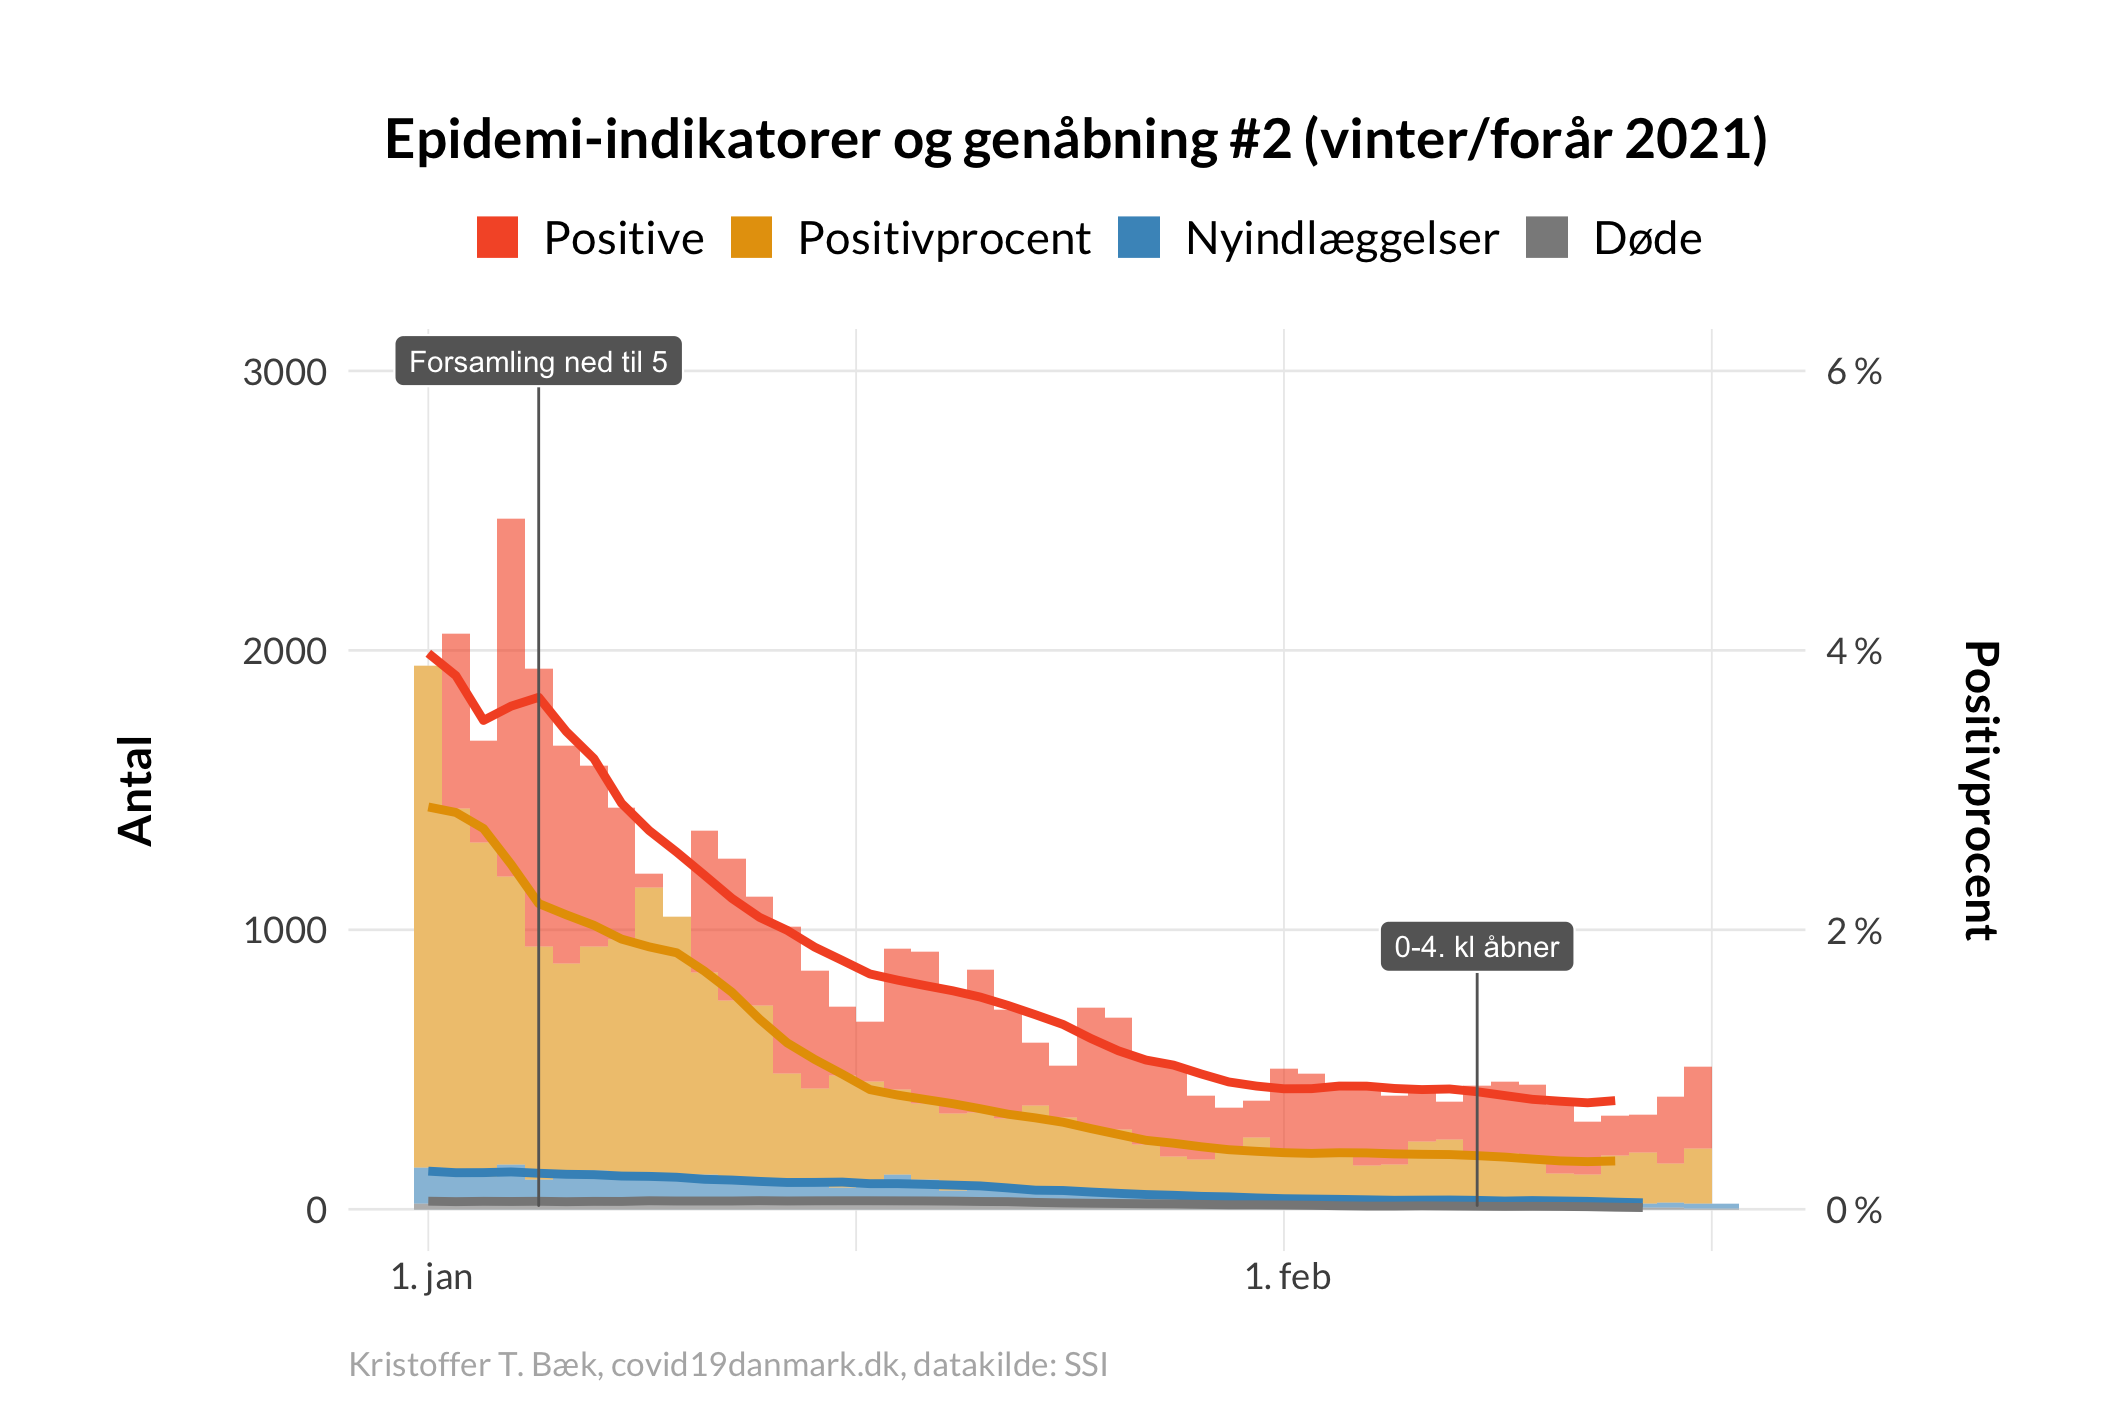 Epidemi-indikatorer og genåbning #2 (vinter/forår 2021)
Positive
Positivprocent
Nyindlæggelser
Døde
Forsamling ned til 5
0-4. kl åbner
3000
2000
1000
0
6 %
4 %
2 %
0 %
Antal
Positivprocent
1. jan
1. feb
Kristoffer T. Bæk, covid19danmark.dk, datakilde: SSI